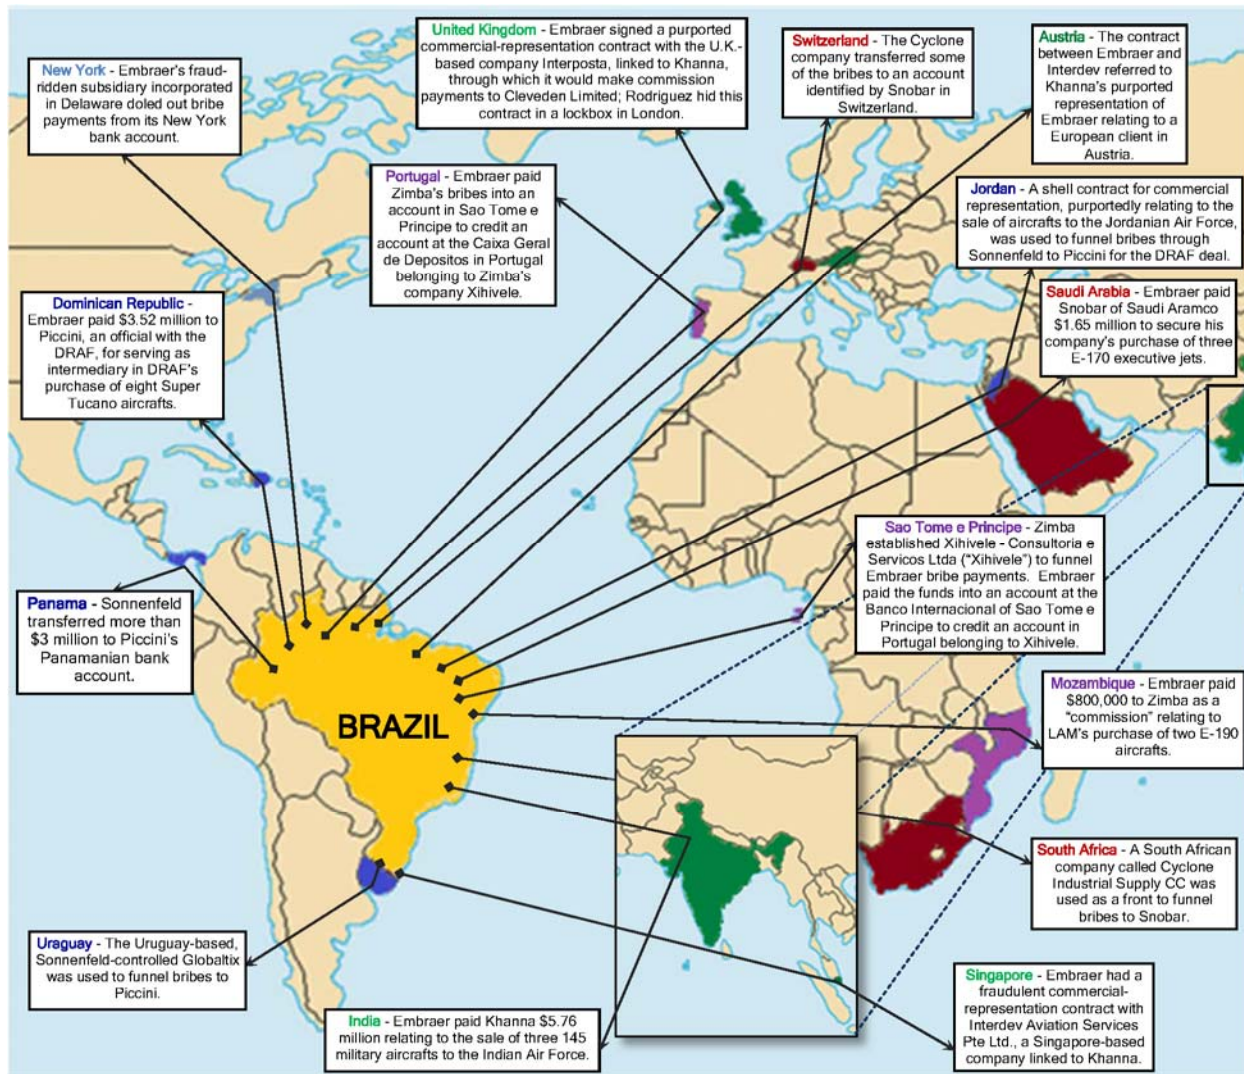 New York - Embraer's fraud-
ridden subsidiary incorporated
in Delaware doled out bribe
payments from its New York
bank account.
United Kingdom - Embraer signed a purported
commercial-representation contract with the U.K.-
based company Interposta, linked to Khanna,
through which it would make commission
payments to Cleveden Limited; Rodriguez hid this
contract in a lockbox in London.
Switzerland - The Cyclone
company transferred some
of the bribes to an account
identified by Snobar in
Switzerland.
Austria - The contract
between Embraer and
Interdev referred to
Khanna's purported
representation of
Embraer relating to a
European client in
Austria.
Portugal - Embraer paid
Zimba's bribes into an
account in Sao Tome e
Principe to credit an
account at the Caixa Geral
de Depositos in Portugal
belonging to Zimba's
company Xihivele.
Jordan - A shell contract for commercial
representation, purportedly relating to the
sale of aircrafts to the Jordanian Air Force,
was used to funnel bribes through
Sonnenfeld to Piccini for the DRAF deal.
Dominican Republic -
Embraer paid $3.52 million to
Piccini, an official with the
DRAF, for serving as
intermediary in DRAF's
purchase of eight Super
Tucano aircrafts.
Saudi Arabia - Embraer paid
Snobar of Saudi Aramco
$1.65 million to secure his
company's purchase of three
E-170 executive jets.
Sao Tome e Principe - Zimba
established Xihivele - Consultoria e
Servicos Ltda ("Xihivele") to funnel
Embraer bribe payments. Embraer
paid the funds into an account at the
Banco Internacional of Sao Tome e
Principe to credit an account in
Portugal belonging to Xihivele.
Panama - Sonnenfeld
transferred more than
$3 million to Piccini's
Panamanian bank
account.
Mozambique - Embraer paid
$800,000 to Zimba as a
"commission" relating to
LAM's purchase of two E-190
aircrafts.
BRAZIL
South Africa - A South African
company called Cyclone
Industrial Supply CC was
used as a front to funnel
bribes to Snobar.
Uraguay - The Uruguay-based,
Sonnenfeld-controlled Globaltix
was used to funnel bribes to
Piccini.
India - Embraer paid Khanna $5.76
million relating to the sale of three 145
military aircrafts to the Indian Air Force.
Singapore - Embraer had a
fraudulent commercial-
representation contract with
Interdev Aviation Services
Pte Ltd., a Singapore-based
company linked to Khanna.